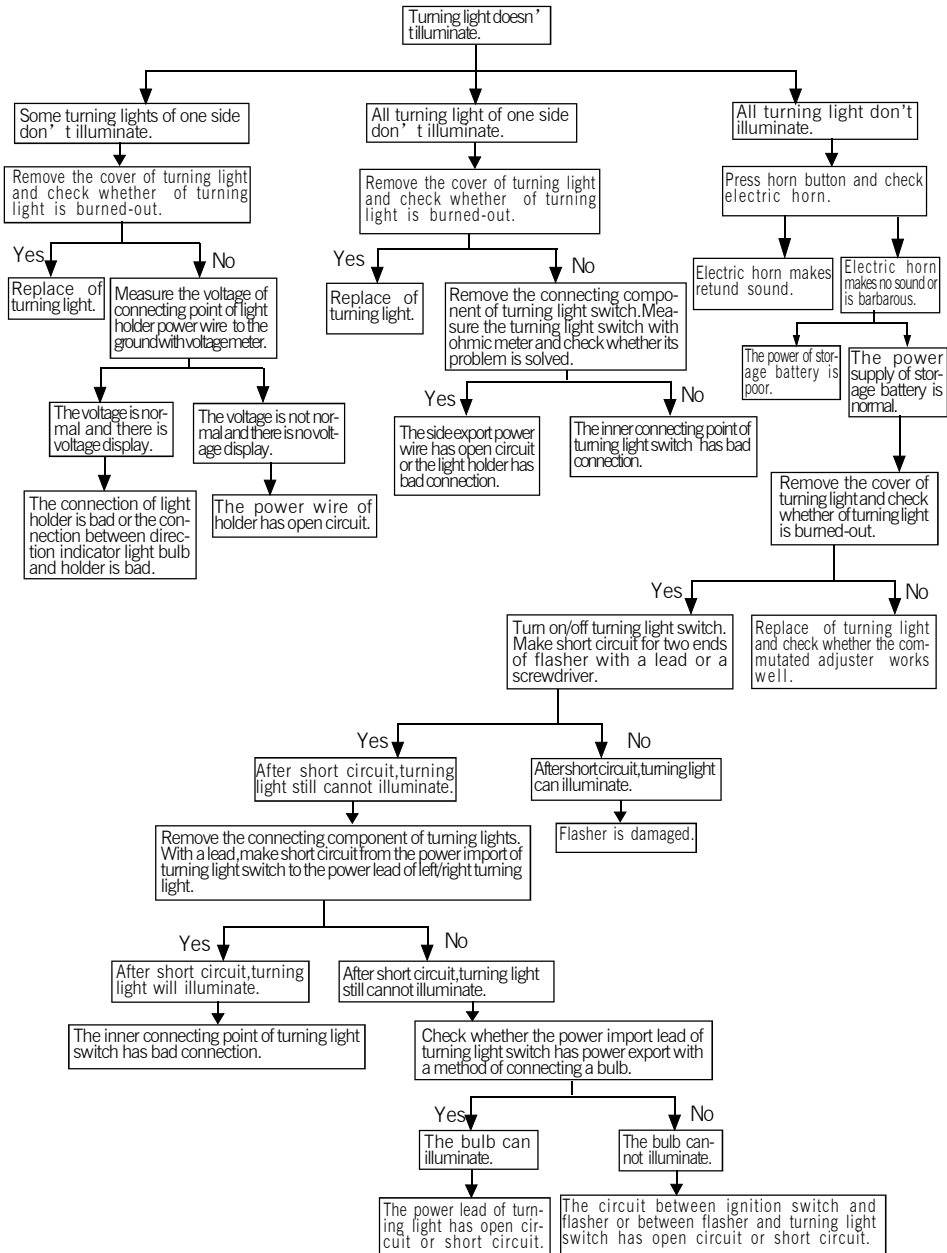 Turning light doesn'
t illuminate.
Some turning lights of one side
don't illuminate.
All turning light of one side
don't illuminate.
All turning light don't
illuminate.
Remove the cover of turning light
and check whether of turning
light is burned-out.
Remove the cover of turning light
and check whether of turning
light is burned-out.
Press horn button and check
electric horn.
Yes
No
Yes
No
Replace of
turning light.
Measure the voltage of
connecting point of light
holder power wire to the
ground with voltage meter.
Replace of
turning light.
Remove the connecting compo-
nent of turning light switch.Mea-
sure the turning light switch with
ohmic meter and check whether its
problem is solved.
Electric horn makes
retund sound.
Electric horn
makes no sound or
is barbarous.
The power of stor-
age battery is
poor.
The power
supply of stor-
age battery is
normal.
The voltage is nor-
mal and there is
voltage display.
The voltage is not nor-
mal and there is no volt-
age display.
Yes
No
The side export power
wire has open circuit
or the light holder has
bad connection.
The inner connecting point of
turning light switch has bad
connection.
The connection of light
holder is bad or the con-
nection between direc-
tion indicator light bulb
and holder is bad.
The power wire of
holder has open circuit.
Remove the cover of
turning light and check
whether of turning light
is burned-out.
Yes
No
Turn on/off turning light switch.
Make short circuit for two ends
of flasher with a lead or a
screwdriver.
Replace of turning light
and check whether the com-
mutated adjuster works
well.
Yes
No
After short circuit,turning
light still cannot illuminate.
After short circuit,turning light
can illuminate.
Flasher is damaged.
Remove the connecting component of turning lights.
With a lead,make short circuit from the power import of
turning light switch to the power lead of left/right turning
light.
Yes
No
After short circuit,turning
light will illuminate.
After short circuit,turning light
still cannot illuminate.
The inner connecting point of turning light
switch has bad connection.
Check whether the power import lead of
turning light switch has power export with
a method of connecting a bulb.
Yes
No
The bulb can
illuminate.
The bulb can-
not illuminate.
The power lead of turn-
ing light has open cir-
cuit or short circuit.
The circuit between ignition switch and
flasher or between flasher and turning light
switch has open circuit or short circuit.